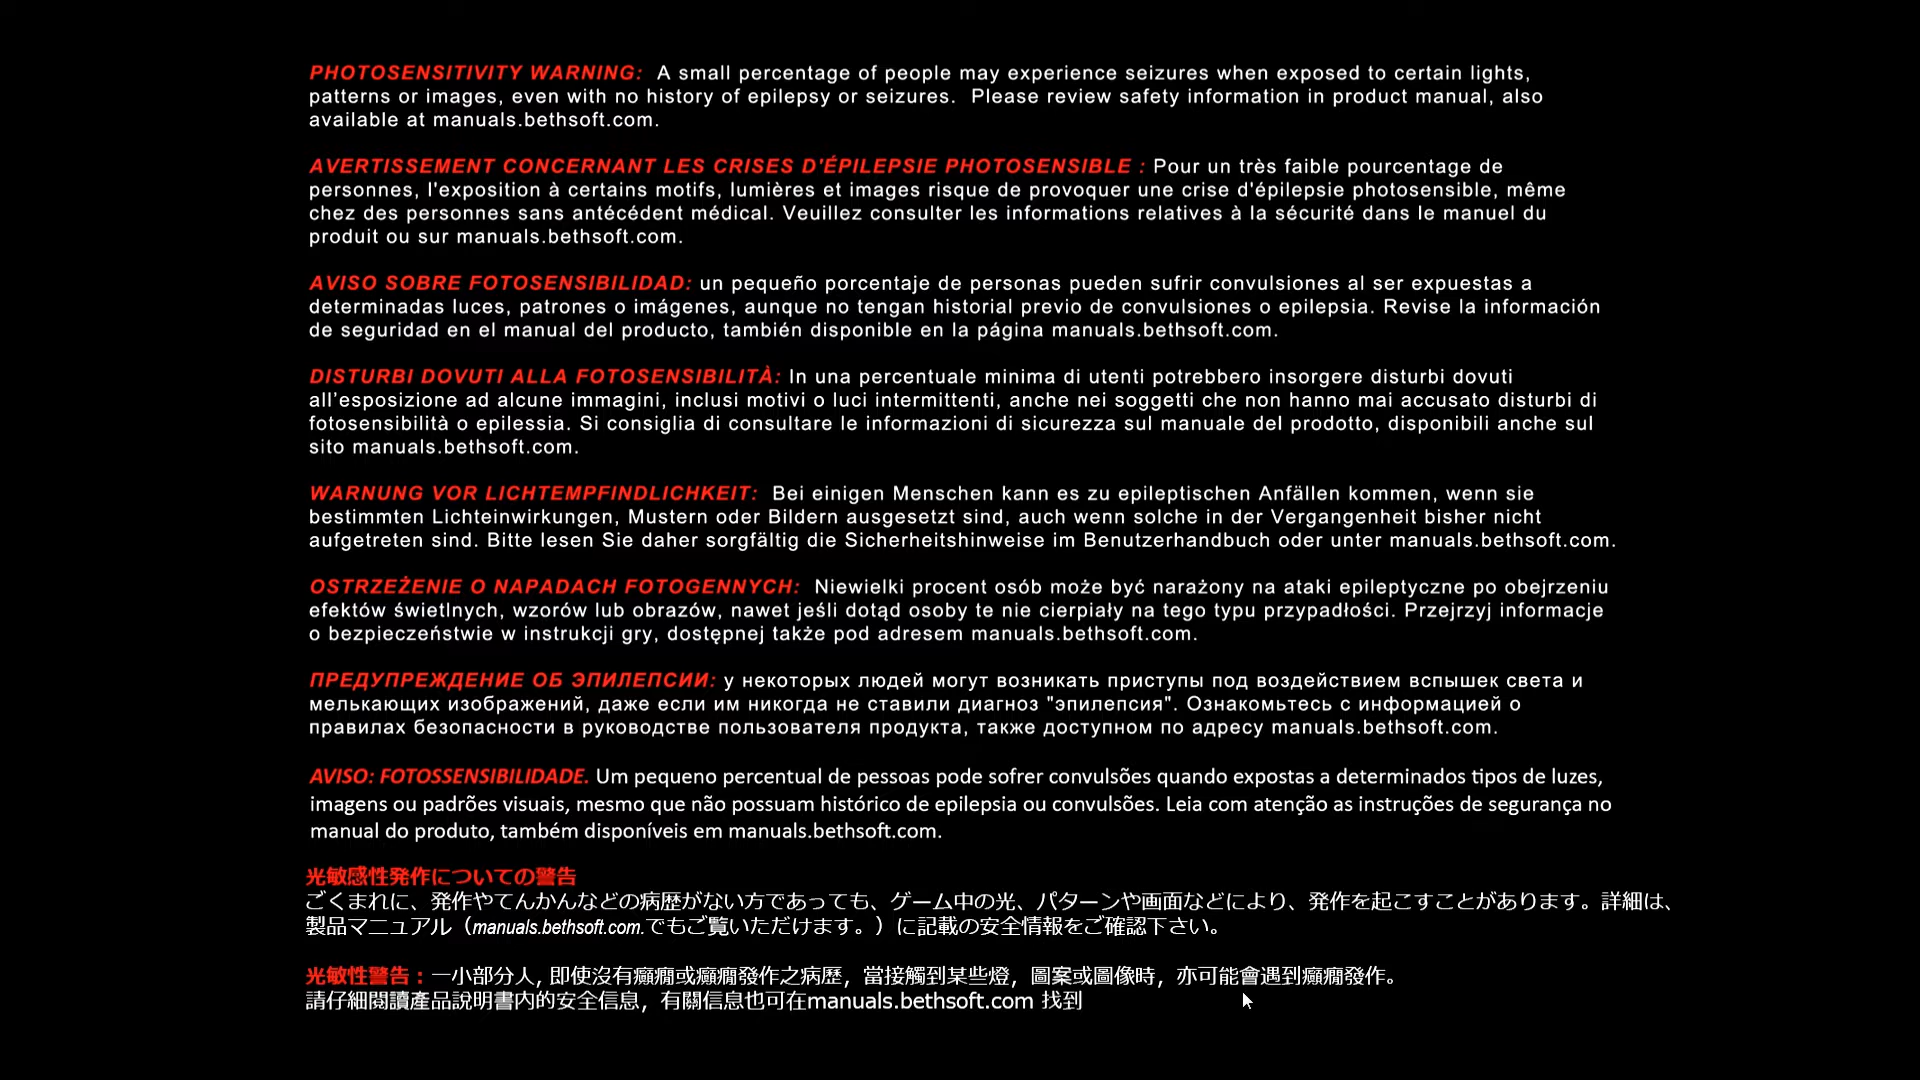 PHOTOSENSITIVITY WARNING: A small percentage of people may experience seizures when exposed to certain lights,
patterns or images, even with no history of epilepsy or seizures. Please review safety information in product manual, also
available at manuals.bethsoft.com.
AVERTISSEMENT CONCERNANT LES CRISES D'ÉPILEPSIE PHOTOSENSIBLE : Pour un très faible pourcentage de
personnes, l'exposition à certains motifs, lumières et images risque de provoquer une crise d'épilepsie photosensible, même
chez des personnes sans antécédent médical. Veuillez consulter les informations relatives à la sécurité dans le manuel du
produit ou sur manuals.bethsoft.com.
AVISO SOBRE FOTOSENSIBILIDAD: un pequeño porcentaje de personas pueden sufrir convulsiones al ser expuestas a
determinadas luces, patrones o imágenes, aunque no tengan historial previo de convulsiones o epilepsia. Revise la información
de seguridad en el manual del producto, también disponible en la página manuals.bethsoft.com.
DISTURBI DOVUTI ALLA FOTOSENSIBILITÀ: In una percentuale minima di utenti potrebbero insorgere disturbi dovuti
all’esposizione ad alcune immagini, inclusi motivi o luci intermittenti, anche nei soggetti che non hanno mai accusato disturbi di
fotosensibilità o epilessia. Si consiglia di consultare le informazioni di sicurezza sul manuale del prodotto, disponibili anche sul
sito manuals.bethsoft.com.
WARNUNG VOR LICHTEMPFINDLICHKEIT: Bei einigen Menschen kann es zu epileptischen Anfällen kommen, wenn sie
bestimmten Lichteinwirkungen, Mustern oder Bildern ausgesetzt sind, auch wenn solche in der Vergangenheit bisher nicht
aufgetreten sind. Bitte lesen Sie daher sorgfältig die Sicherheitshinweise im Benutzerhandbuch oder unter manuals.bethsoft.com.
OSTRZEŻENIE O NAPADACH FOTOGENNYCH: Niewielki procent osób może być narażony na ataki epileptyczne po obejrzeniu
efektów świetlnych, wzorów lub obrazów, nawet jeśli dotąd osoby te nie cierpiały na tego typu przypadłości. Przejrzyj informacje
o bezpieczeństwie w instrukcji gry, dostępnej także pod adresem manuals.bethsoft.com.
ПРЕДУПРЕЖДЕНИЕ ОБ ЭПИЛЕПСИИ: у некоторых людей могут возникать приступы под воздействием вспышек света и
мелькающих изображений, даже если им никогда не ставили диагноз "эпилепсия". Ознакомьтесь с информацией о
правилах безопасности в руководстве пользователя продукта, также доступном по адресу manuals.bethsoft.com.
AVISO: FOTOSSENSIBILIDADE. Um pequeno percentual de pessoas pode sofrer convulsões quando expostas a determinados tipos de luzes,
imagens ou padrões visuais, mesmo que não possuam histórico de epilepsia ou convulsões. Leia com atenção as instruções de segurança no
manual do produto, também disponíveis em manuals.bethsoft.com.
光敏感性発作についての警告
ごくまれに、発作やてんかんなどの病歴がない方であっても、ゲーム中の光、パターンや画面などにより、発作を起こすことがあります。詳細は、
製品マニュアル（manuals.bethsoft.com.でもご覧いただけます。）に記載の安全情報をご確認下さい。
光敏性警告：一小部分人, 即使沒有癲癇或癲癇發作之病歷，當接觸到某些燈，圖案或圖像時，亦可能會遇到癲癇發作。
請仔細閱讀產品說明書內的安全信息，有關信息也可在manuals.bethsoft.com 找到